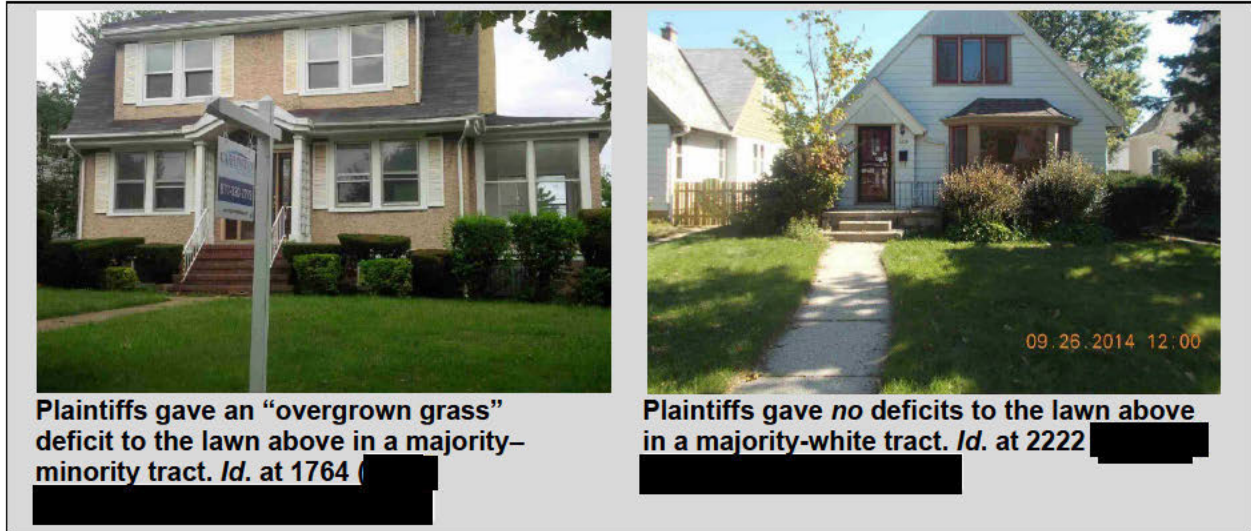 09.26.2014 12:00
Plaintiffs gave an “overgrown grass”
deficit to the lawn above in a majority–
minority tract. Id. at 1764 (
Plaintiffs gave no deficits to the lawn above
in a majority-white tract. Id. at 2222